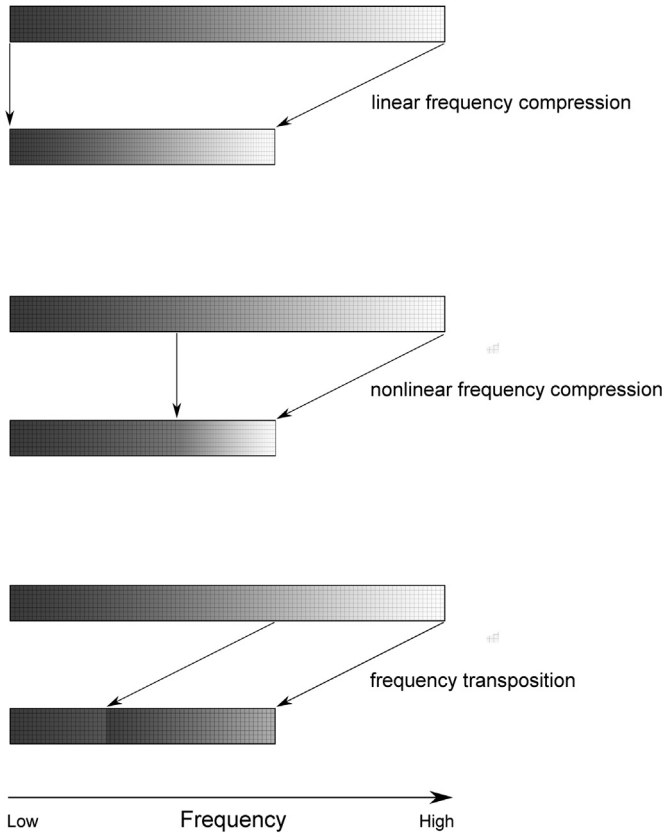 linear frequency compression
nonlinear frequency compression
frequency transposition
Low Frequency High